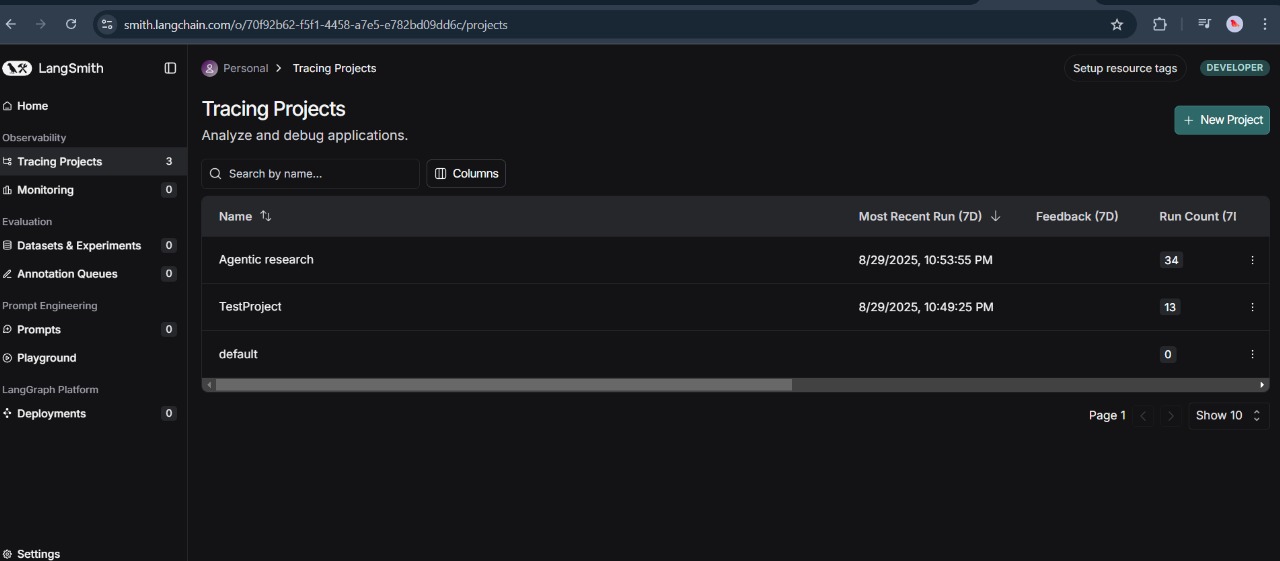 smith.langchain.com/o/70f92b62-f5f1-4458-a7e5-e782bd09dd6c/projects
LangSmith
Personal > Tracing Projects
Setup resource tags
DEVELOPER
Home
Observability
Tracing Projects 3
Monitoring 0
Evaluation
Datasets & Experiments 0
Annotation Queues 0
Prompt Engineering
Prompts 0
Playground
LangGraph Platform
Deployments 0
Settings
Tracing Projects
Analyze and debug applications.
+ New Project
Search by name...
Columns
Name Most Recent Run (7D) Feedback (7D) Run Count (7I
Agentic research 8/29/2025, 10:53:55 PM 34
TestProject 8/29/2025, 10:49:25 PM 13
default 0
Page 1 Show 10